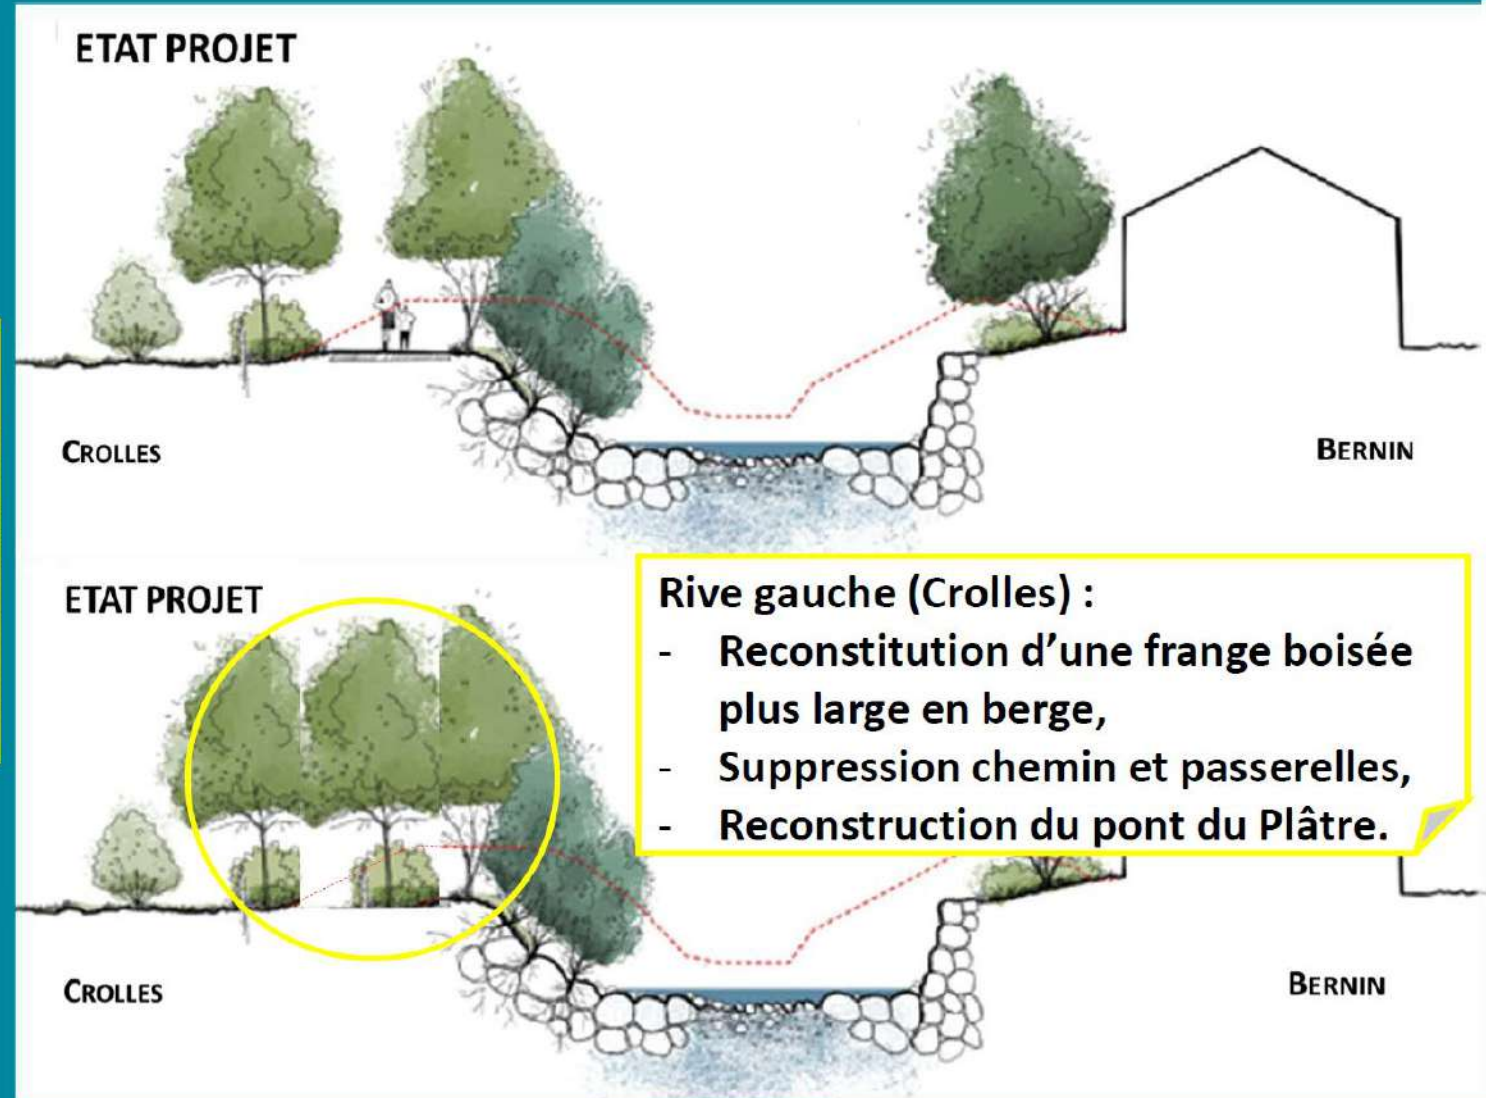 ETAT PROJET
CROLLES
BERNIN
ETAT PROJET
Rive gauche (Crolles) :
- Reconstitution d'une frange boisée
plus large en berge,
- Suppression chemin et passerelles,
- Reconstruction du pont du Plâtre.
CROLLES
BERNIN